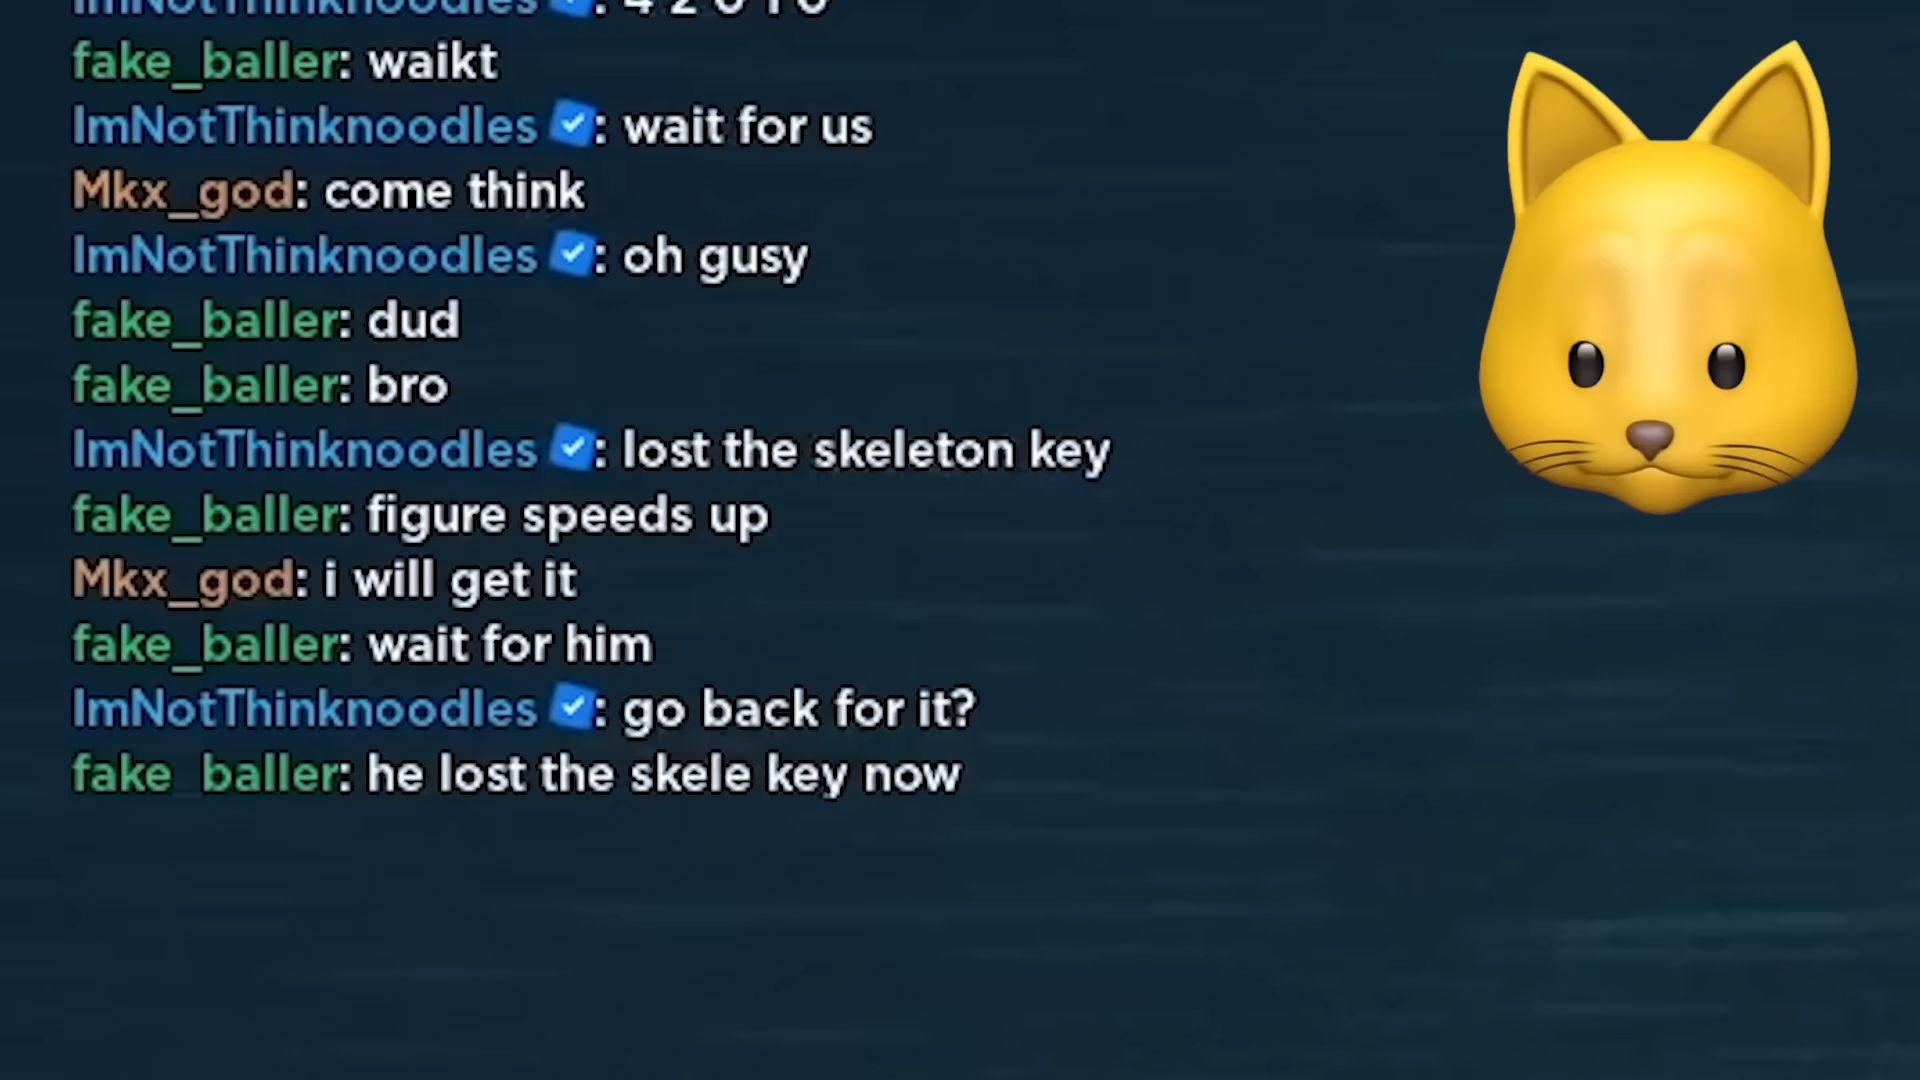 ImNotThinknoodles:
fake_baller: waikt
ImNotThinknoodles: wait for us
Mkx_god: come think
ImNotThinknoodles: oh gusy
fake_baller: dud
fake_baller: bro
ImNotThinknoodles: lost the skeleton key
fake_baller: figure speeds up
Mkx_god: i will get it
fake_baller: wait for him
ImNotThinknoodles: go back for it?
fake_baller: he lost the skele key now